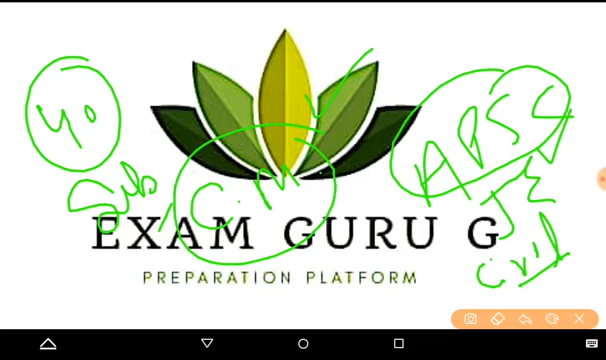 40
APSC
Sub
C.M
JE
EXAM GURU G
Civil
PREPARATION PLATFORM